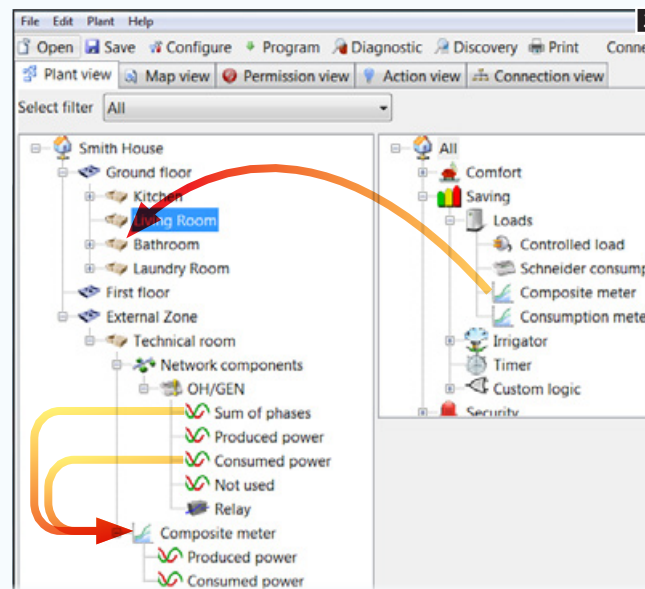 File Edit Plant Help
Open Save Configure Program Diagnostic Discovery Print Conne
Plant view Map view Permission view Action view Connection view
Select filter All
Smith House
Ground floor
Kitchen
Living Room
Bathroom
Laundry Room
First floor
External Zone
Technical room
Network components
OH/GEN
Sum of phases
Produced power
Consumed power
Not used
Relay
Composite meter
Produced power
Consumed power
All
Comfort
Saving
Loads
Controlled load
Schneider consump
Composite meter
Consumption mete
Irrigator
Timer
Custom logic
Security